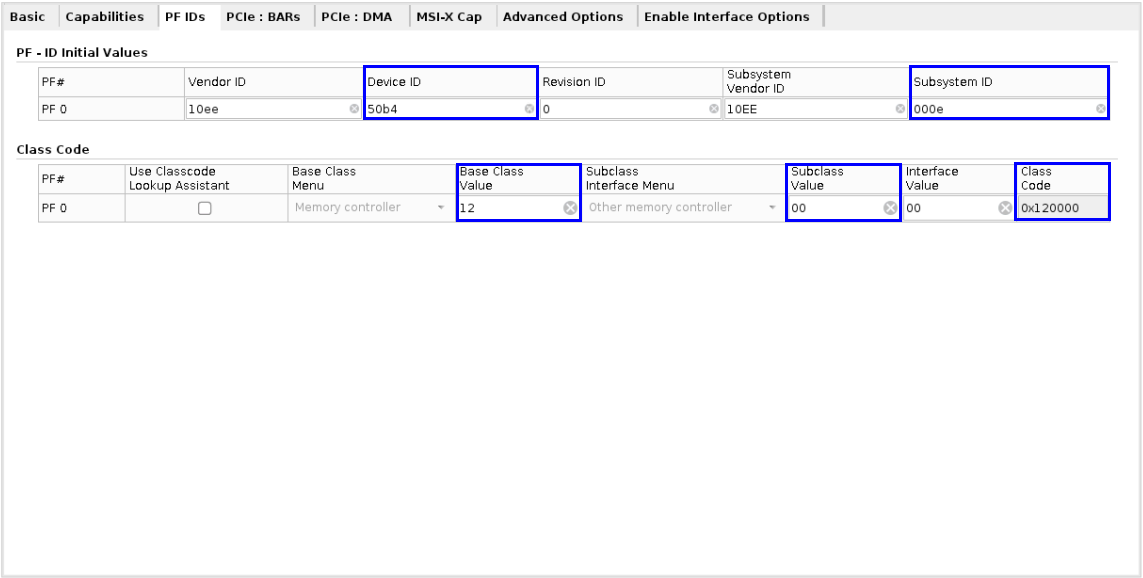 Basic Capabilities PF IDs PCIe : BARs PCIe : DMA MSI-X Cap Advanced Options Enable Interface Options
PF - ID Initial Values
PF# Vendor ID Device ID Revision ID Subsystem Vendor ID Subsystem ID
PF 0 10ee 50b4 0 10EE 000e
Class Code
PF# Use Classcode Lookup Assistant Base Class Menu Base Class Value Subclass Interface Menu Subclass Value Interface Value Class Code
PF 0 Memory controller 12 Other memory controller 00 00 0x120000